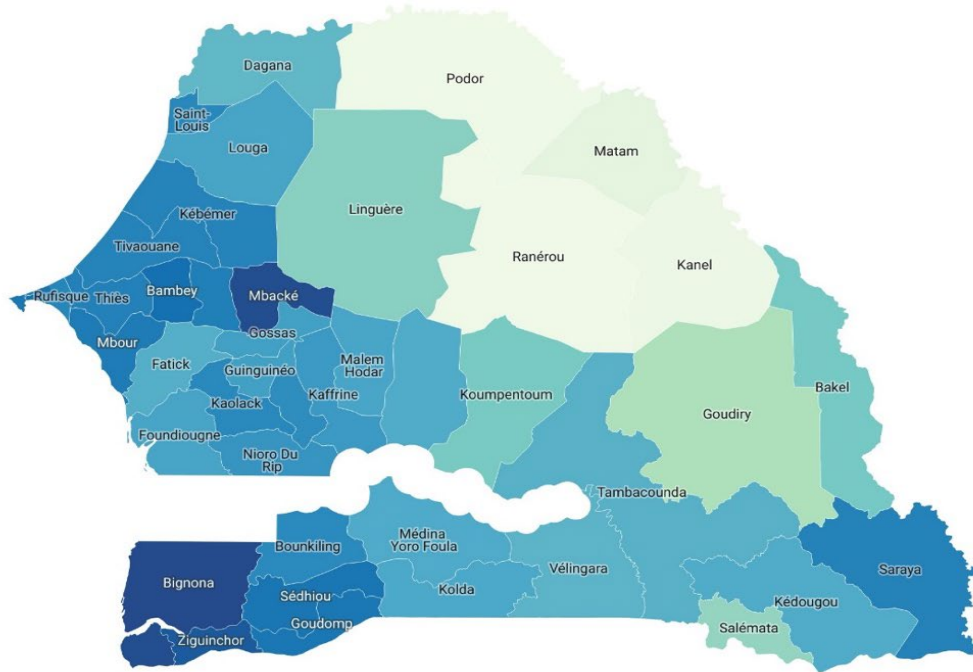 Dagana
Podor
Saint-
Louis
Louga
Matam
Linguère
Kébémer
Tivaouane
Ranérou
Kanel
Rufisque
Thiès
Bambey
Mbacké
Mbour
Gossas
Fatick
Guinguinéo
Malem
Hodar
Kaffrine
Koumpentoum
Bakel
Kaolack
Goudiry
Foundiougne
Nioro Du
Rip
Tambacounda
Médina
Yoro Foula
Bounkiling
Vélingara
Saraya
Bignona
Sédhiou
Kolda
Kédougou
Goudomp
Salémata
Ziguinchor